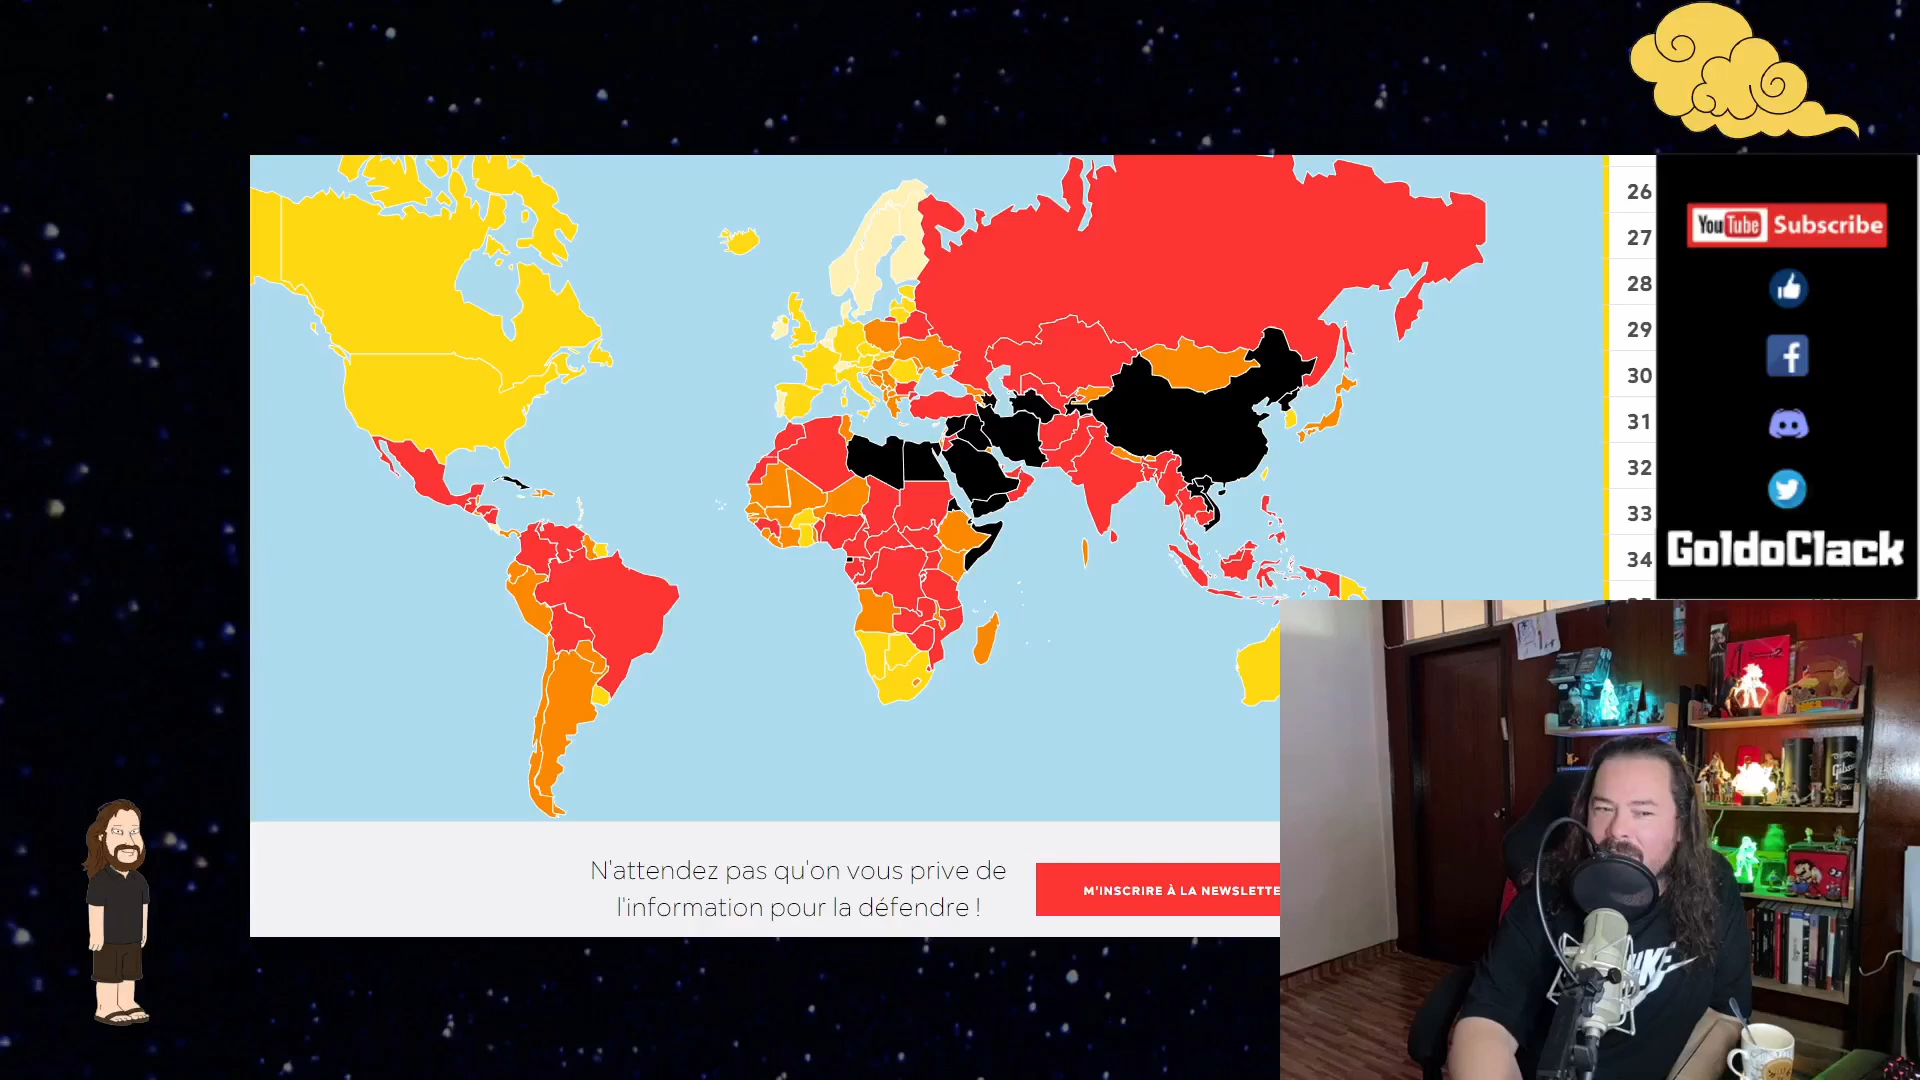 26
27
28
29
30
31
32
33
34
YouTube Subscribe
GoldoClack
N'attendez pas qu'on vous prive de
l'information pour la défendre !
M'INSCRIRE À LA NEWSLETTE